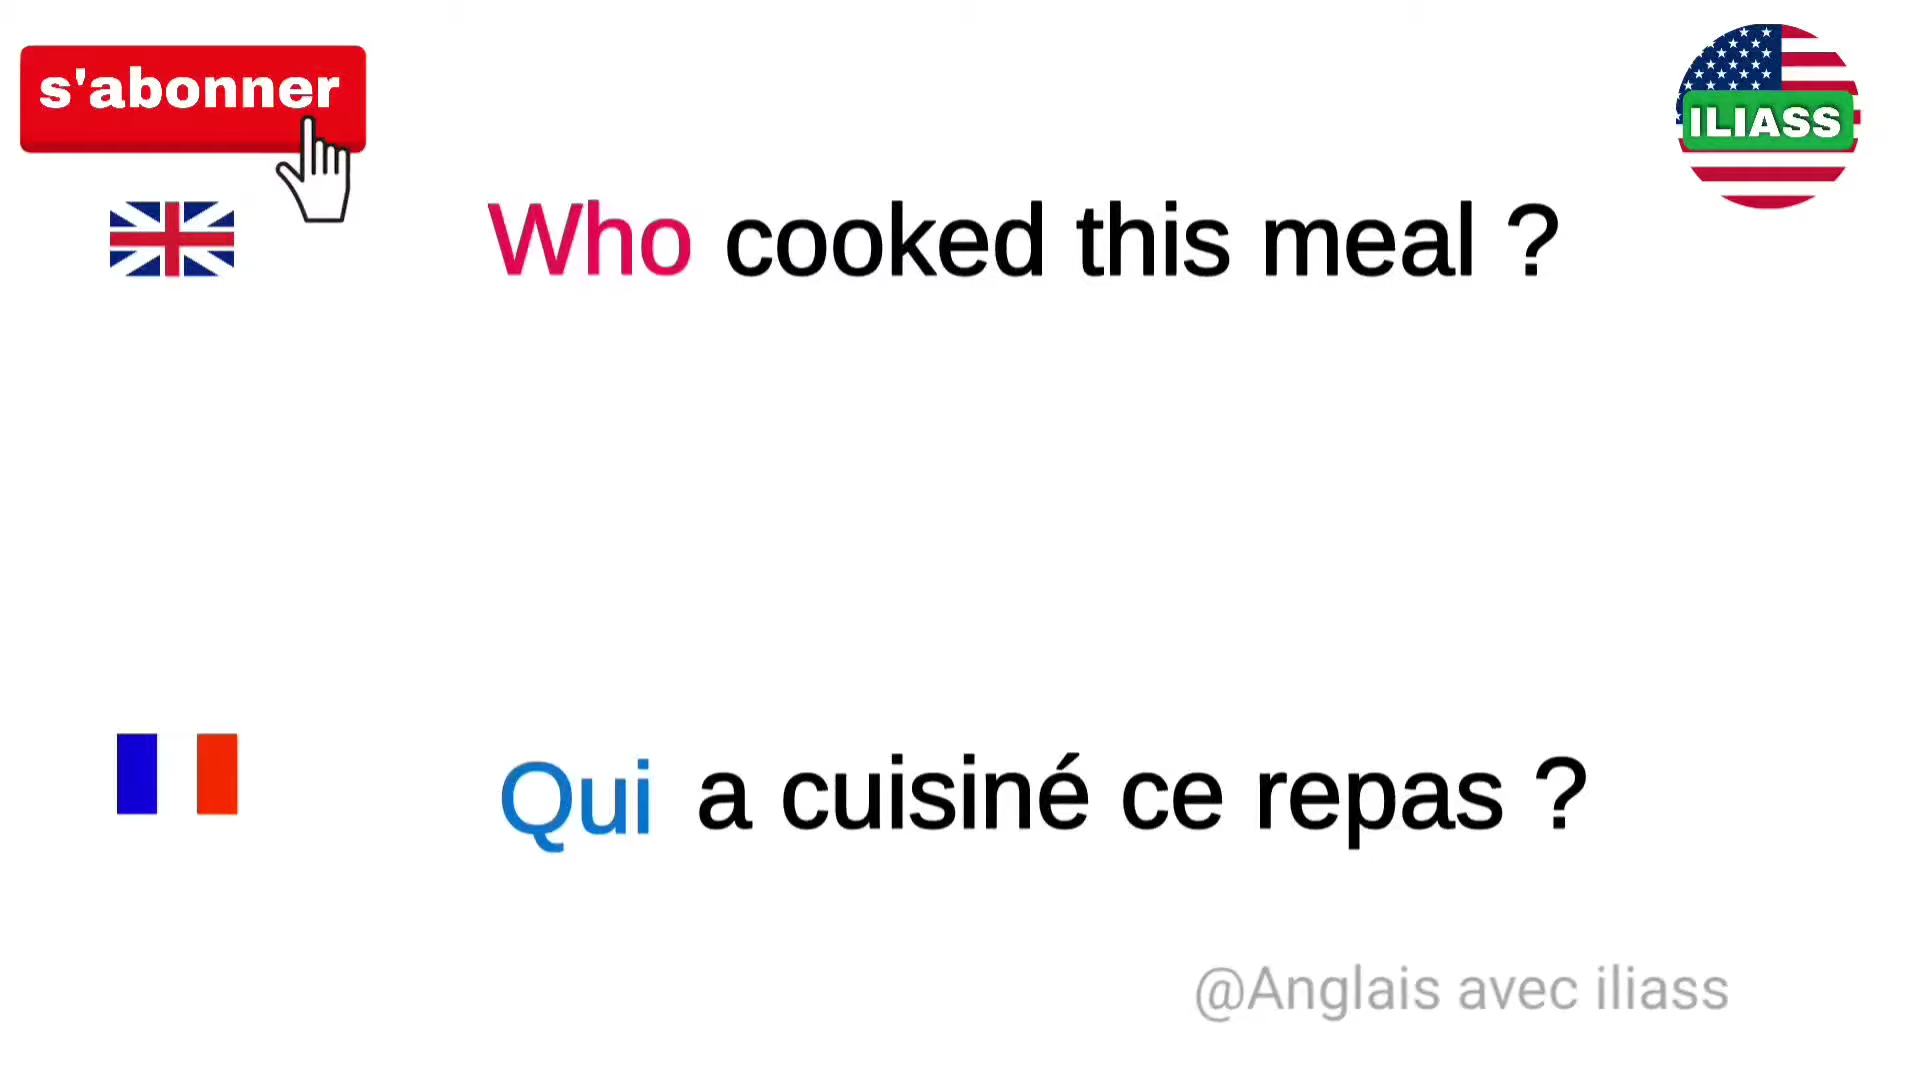 s'abonner
ILIASS
Who cooked this meal ?
Qui a cuisiné ce repas ?
@Anglais avec iliass